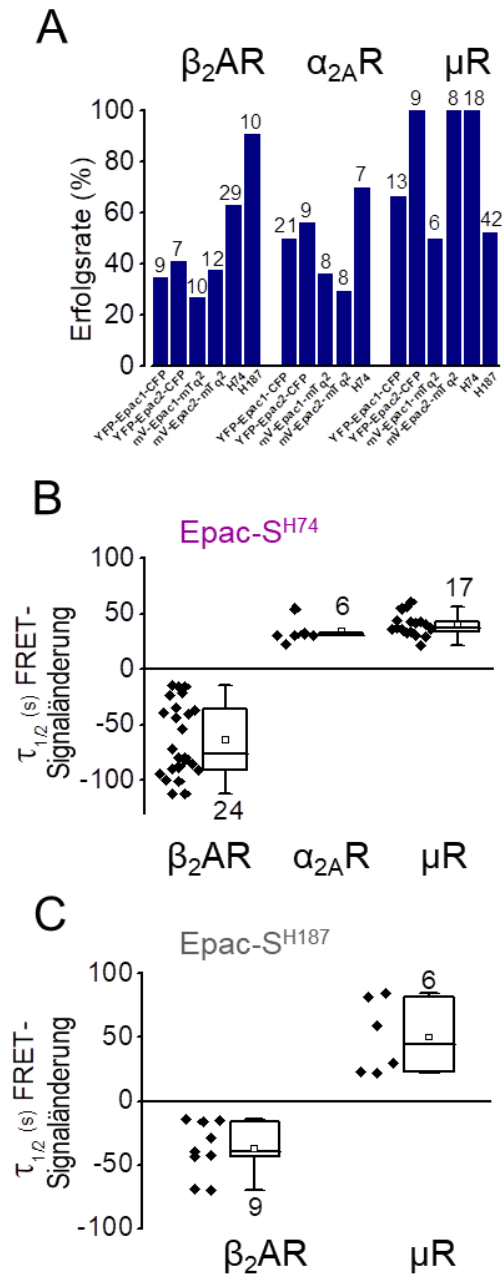 A
β₂AR α₂ₐR µR
Erfolgsrate (%)
100
80
60
40
20
0
9 7 10 12 29 10 21 9 8 8 7 13 9 6 8 18 42
YFP-Epac1-CFP
YFP-Epac2-CFP
mV-Epac1-mTq2
mV-Epac2-mTq2
H74
H187
YFP-Epac1-CFP
YFP-Epac2-CFP
mV-Epac1-mTq2
mV-Epac2-mTq2
H74
YFP-Epac1-CFP
YFP-Epac2-CFP
mV-Epac1-mTq2
mV-Epac2-mTq2
H74
H187
B
Epac-S^H74
τ₁/₂ (s) FRET-
Signaländerung
100
50
0
-50
-100
24 6 17
β₂AR α₂ₐR µR
C
Epac-S^H187
τ₁/₂ (s) FRET-
Signaländerung
100
50
0
-50
-100
9 6
β₂AR µR